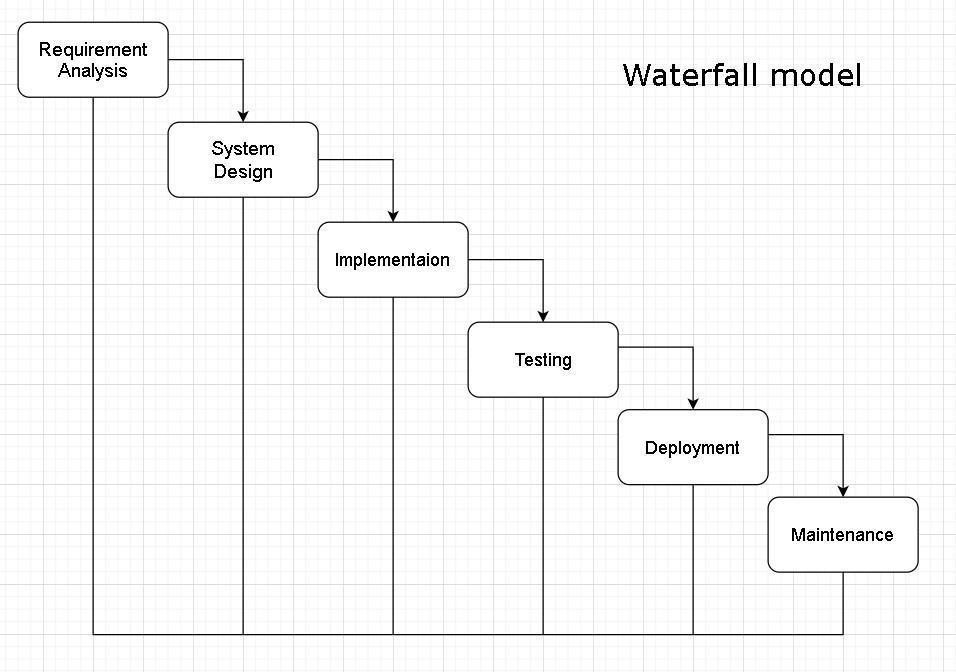 Requirement
Analysis
Waterfall model
System
Design
Implementaion
Testing
Deployment
Maintenance